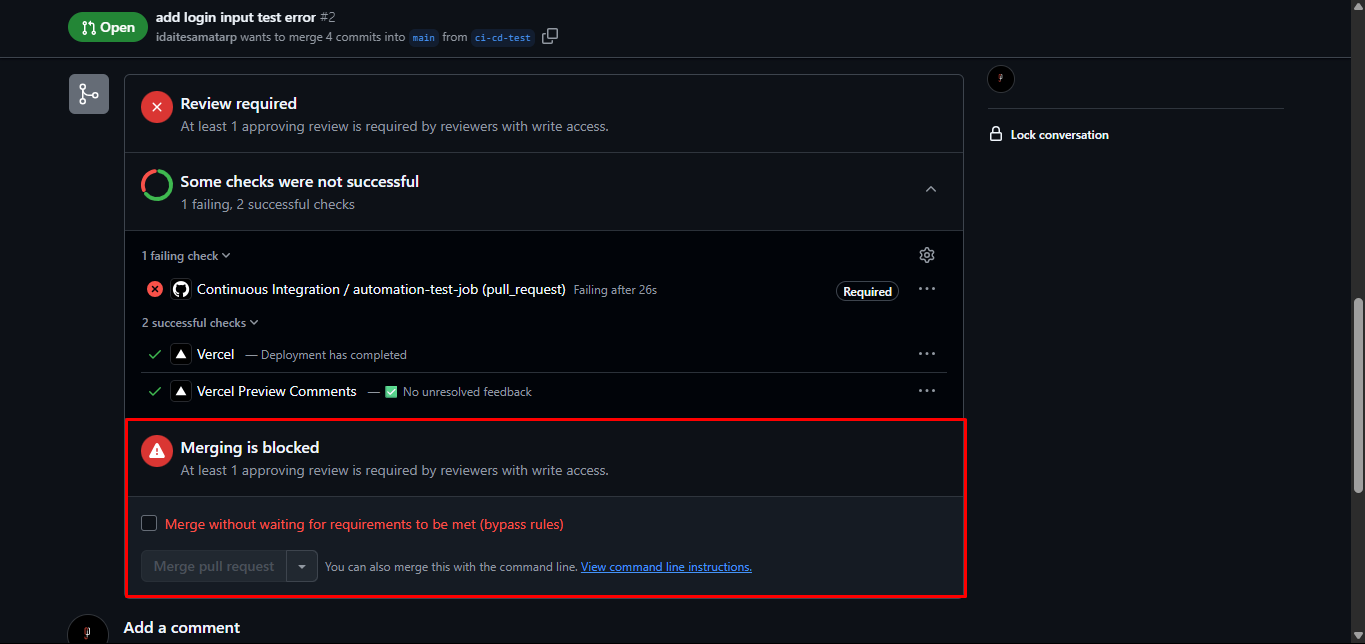 Open
add login input test error #2
idaitesamatarp wants to merge 4 commits into main from ci-cd-test
Review required
At least 1 approving review is required by reviewers with write access.
Lock conversation
Some checks were not successful
1 failing, 2 successful checks
1 failing check
Continuous Integration / automation-test-job (pull_request) Failing after 26s
Required
2 successful checks
Vercel — Deployment has completed
Vercel Preview Comments — ✅ No unresolved feedback
Merging is blocked
At least 1 approving review is required by reviewers with write access.
Merge without waiting for requirements to be met (bypass rules)
Merge pull request
You can also merge this with the command line. View command line instructions.
Add a comment